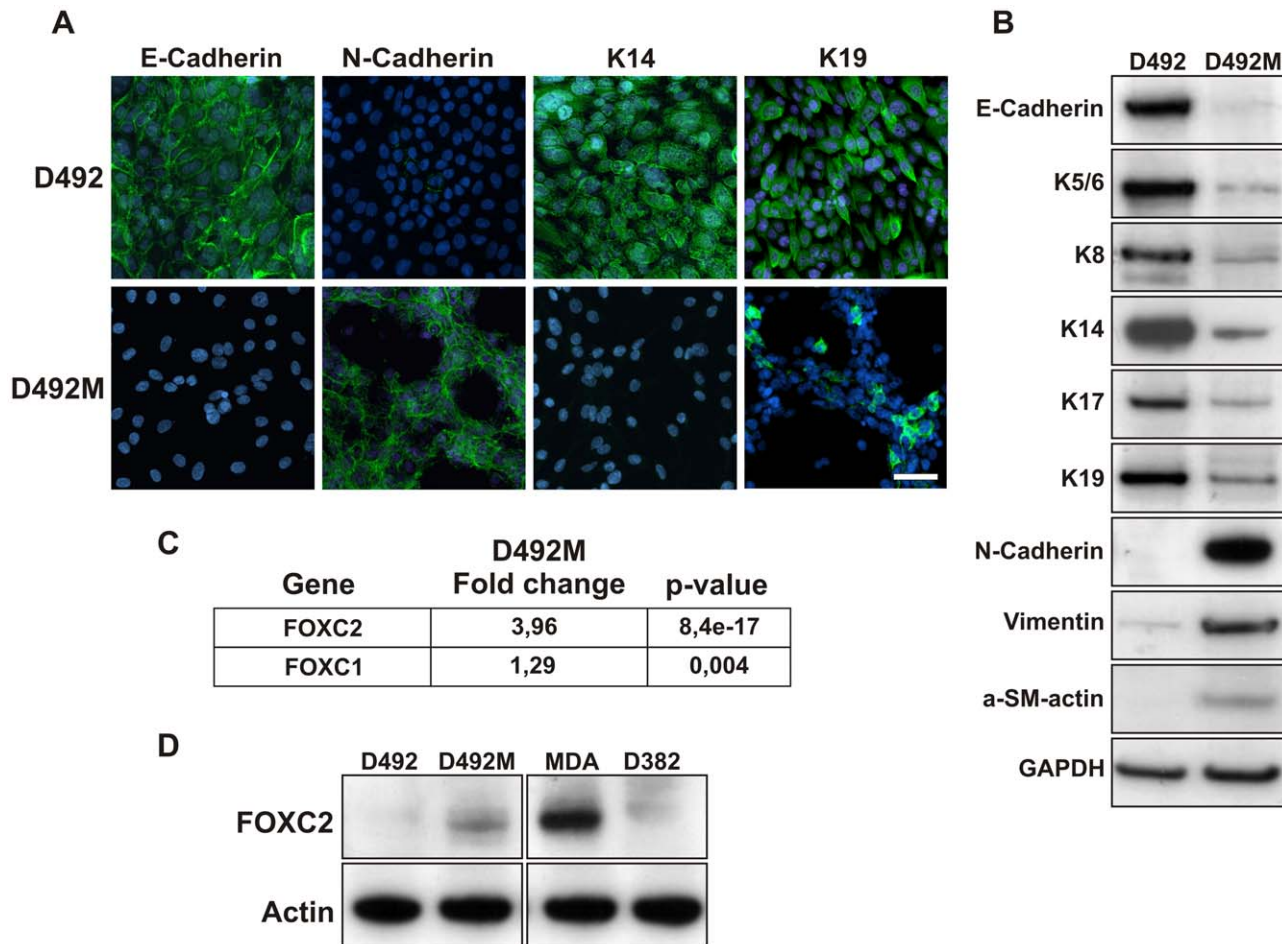 A
E-Cadherin N-Cadherin K14 K19
D492
D492M
B
D492 D492M
E-Cadherin
K5/6
K8
K14
K17
K19
N-Cadherin
Vimentin
a-SM-actin
GAPDH
C
D492M
Gene Fold change p-value
FOXC2 3,96 8,4e-17
FOXC1 1,29 0,004
D
D492 D492M MDA D382
FOXC2
Actin